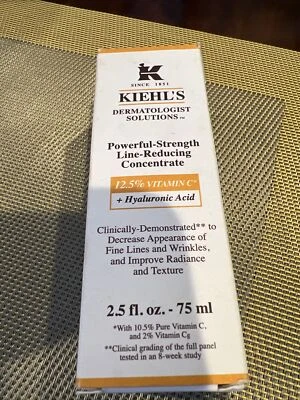 K
SINCE 1851
KIEHL'S
DERMATOLOGIST
SOLUTIONS™
Powerful-Strength
Line-Reducing
Concentrate
12.5% VITAMIN C*
+ Hyaluronic Acid
Clinically-Demonstrated** to
Decrease Appearance of
Fine Lines and Wrinkles,
and Improve Radiance
and Texture
2.5 fl. oz. - 75 ml
*With 10.5% Pure Vitamin C,
and 2% Vitamin Cg
**Clinical grading of the full panel
tested in an 8-week study